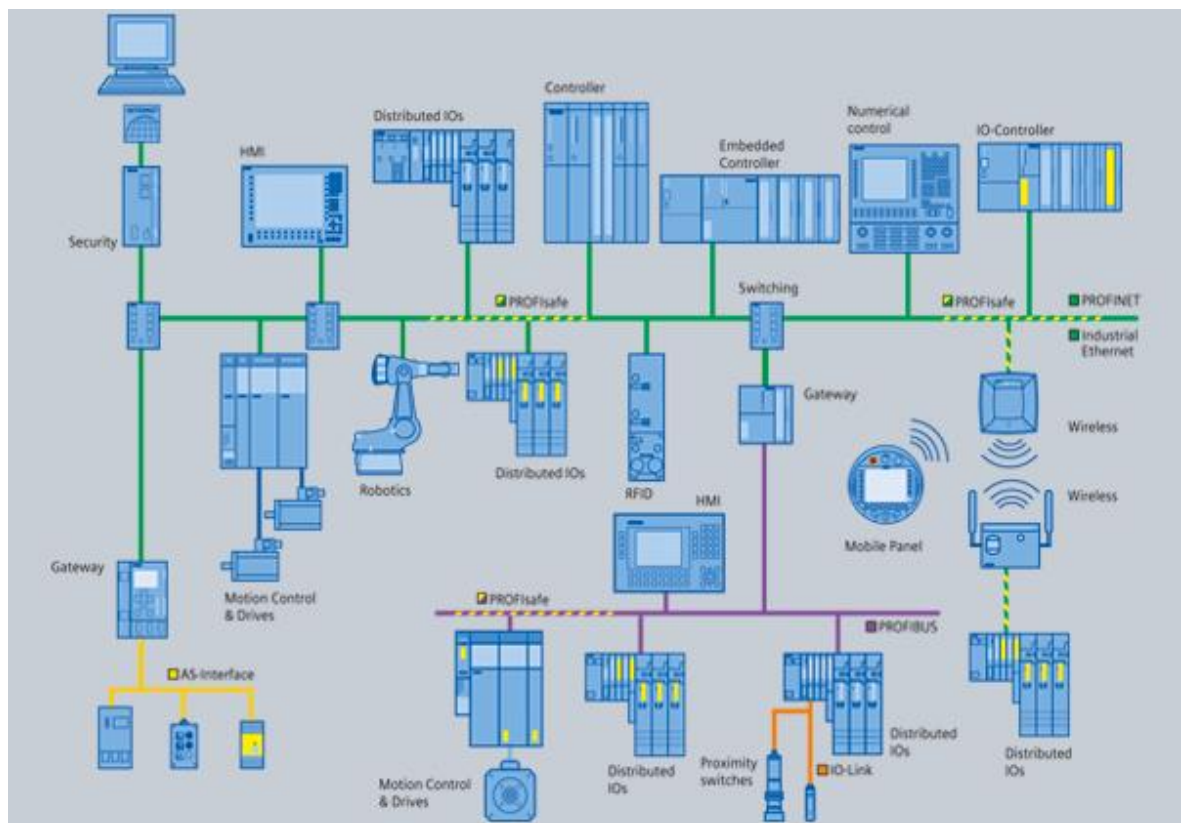 Controller
Distributed IOs
Numerical
control
IO-Controller
HMI
Embedded
Controller
Security
Switching
PROFIsafe
PROFIsafe
PROFINET
Industrial
Ethernet
Gateway
Wireless
Robotics
Distributed IOs
RFID
HMI
Wireless
Mobile Panel
Gateway
Motion Control
& Drives
PROFIsafe
PROFIBUS
AS-Interface
Distributed
IOs
Proximity
switches
IO-Link
Distributed
IOs
Distributed
IOs
Motion Control
& Drives